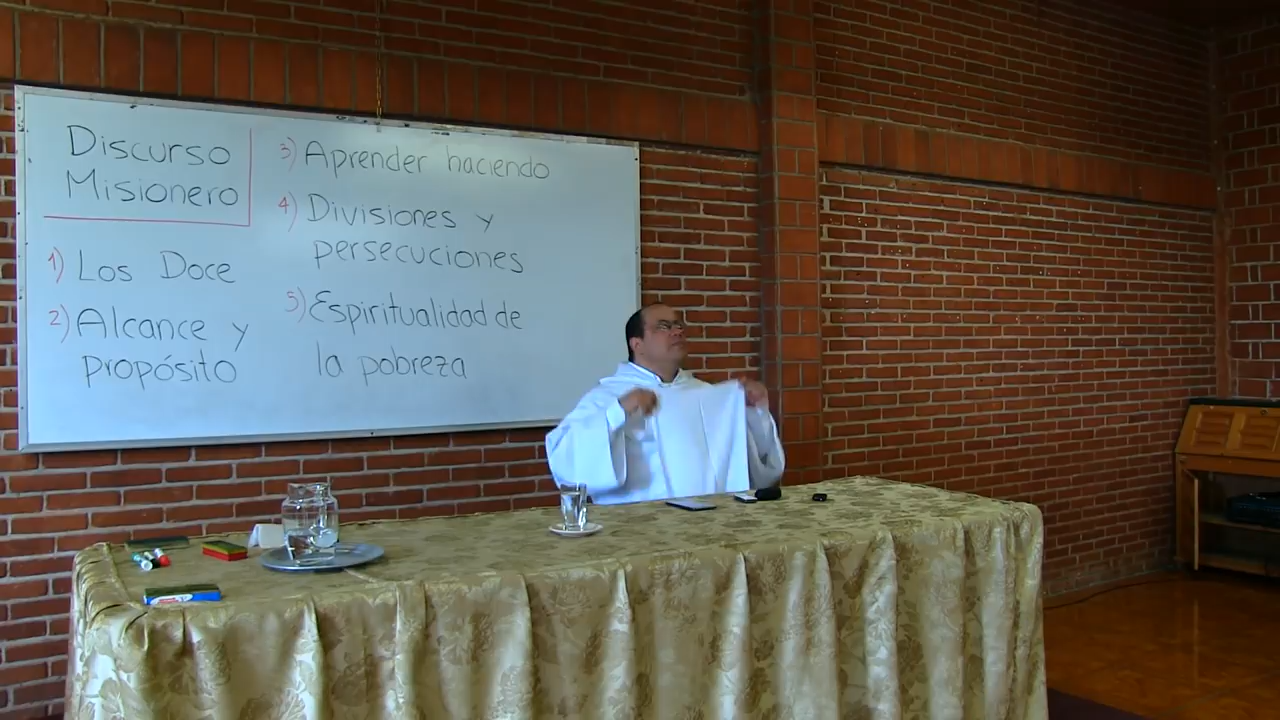 Discurso
Misionero
1) Los Doce
2) Alcance y
propósito
3) Aprender haciendo
4) Divisiones y
persecuciones
5) Espiritualidad de
la pobreza